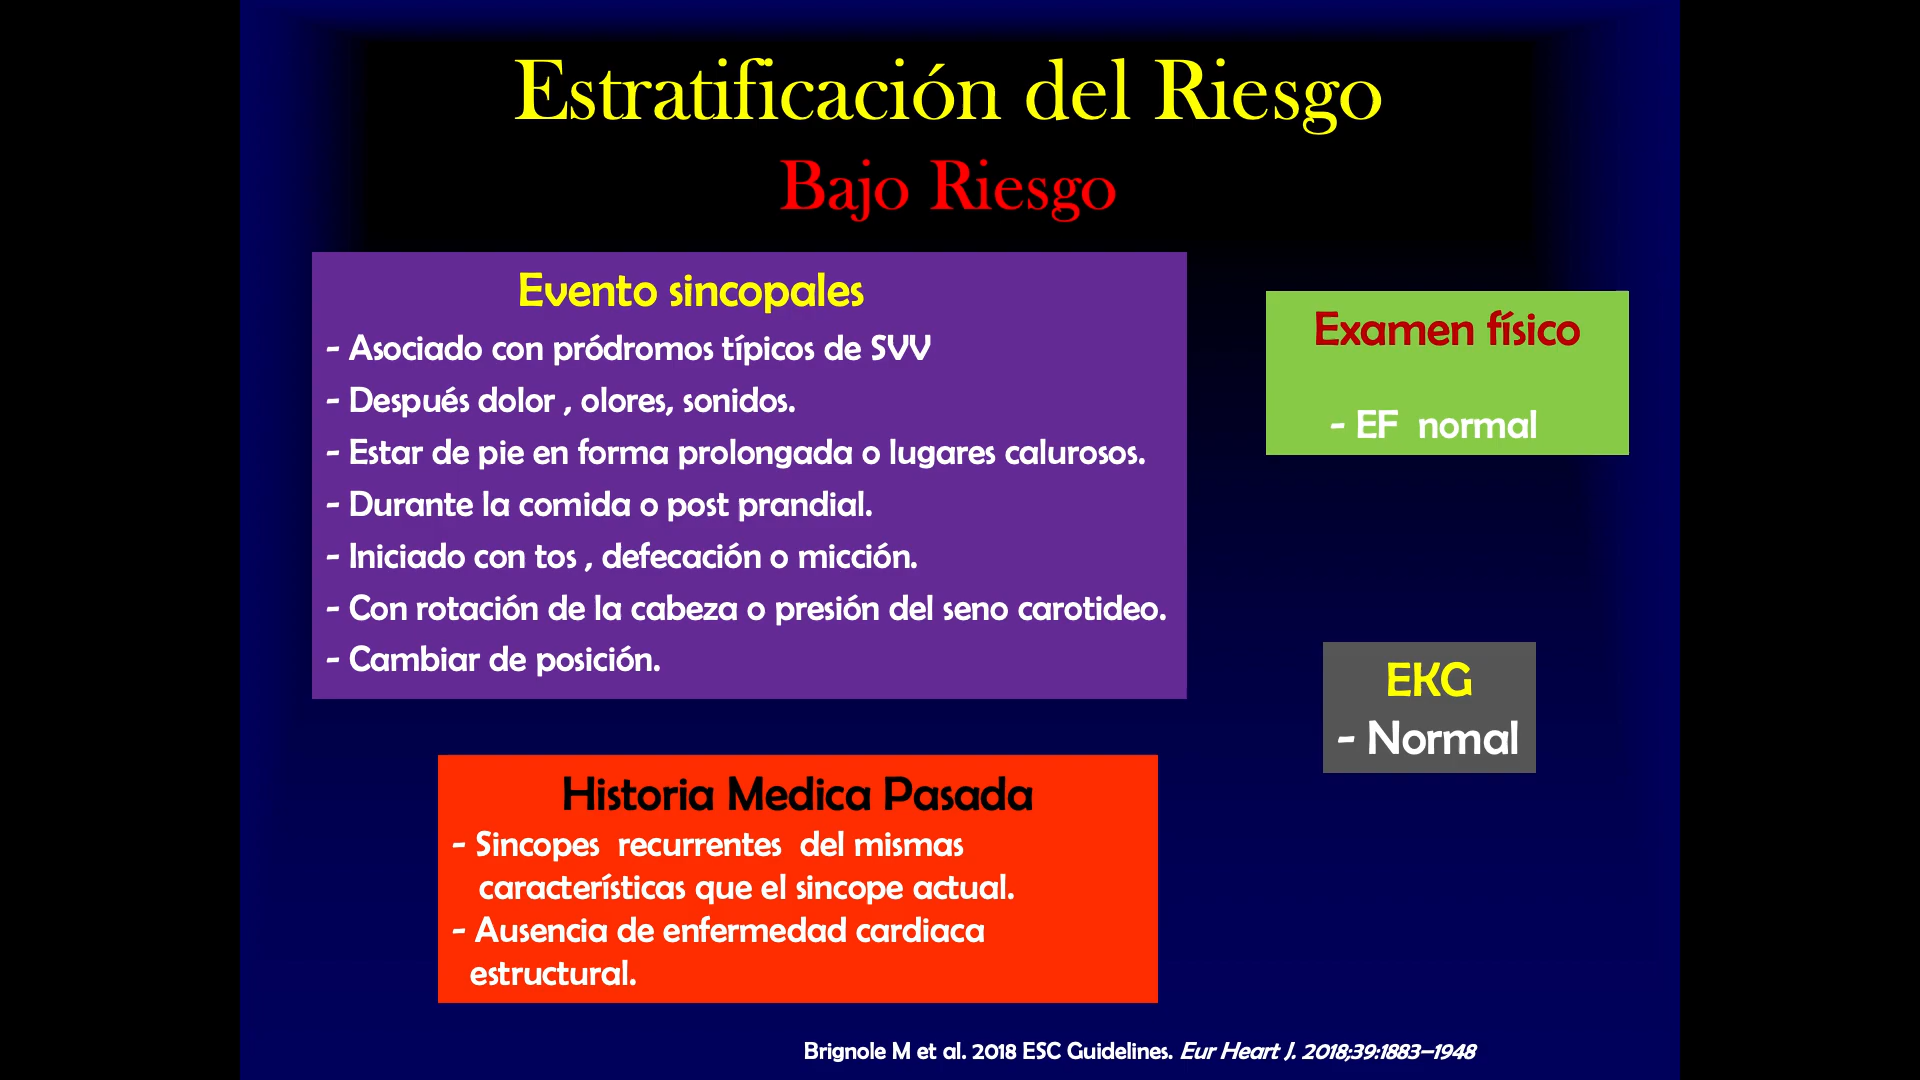 Estratificación del Riesgo
Bajo Riesgo
Evento sincopales
- Asociado con pródromos típicos de SVV
- Después dolor , olores, sonidos.
- Estar de pie en forma prolongada o lugares calurosos.
- Durante la comida o post prandial.
- Iniciado con tos , defecación o micción.
- Con rotación de la cabeza o presión del seno carotideo.
- Cambiar de posición.
Examen físico
- EF normal
EKG
- Normal
Historia Medica Pasada
- Sincopes recurrentes del mismas
características que el sincope actual.
- Ausencia de enfermedad cardiaca
estructural.
Brignole M et al. 2018 ESC Guidelines. Eur Heart J. 2018;39:1883–1948